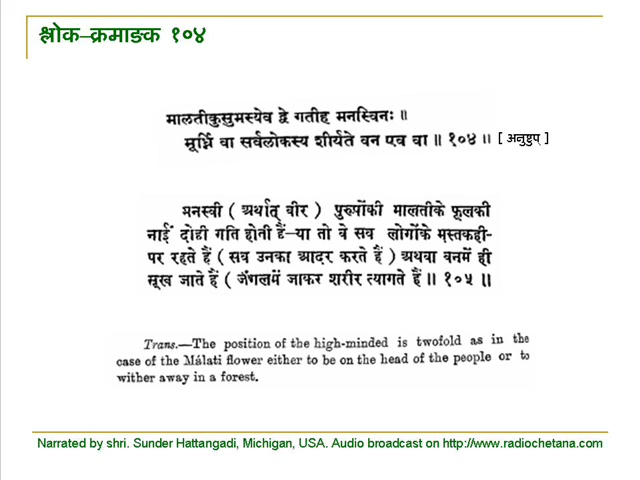 श्लोक–क्रमाङ्क १०४
मालतीकुसुमस्येव द्वे गतीह मनस्विनः ॥
मूर्ध्नि वा सर्वलोकस्य शीर्यते वन एव वा ॥ १०४ ॥ [ अनुष्टुप् ]
मनस्वी ( अर्थात् वीर ) पुरुषोंकी मालतीके फूलकी
नाईं दोही गति होती हैं–या तो वे सब लोगोंके मस्तकही-
पर रहते हैं ( सब उनका आदर करते हैं ) अथवा वनमें ही
सूख जाते हैं ( जंगलमें जाकर शरीर त्यागते हैं ॥ १०५ ॥
Trans.—The position of the high-minded is twofold as in the
case of the Málati flower either to be on the head of the people or to
wither away in a forest.
Narrated by shri. Sunder Hattangadi, Michigan, USA. Audio broadcast on http://www.radiochetana.com